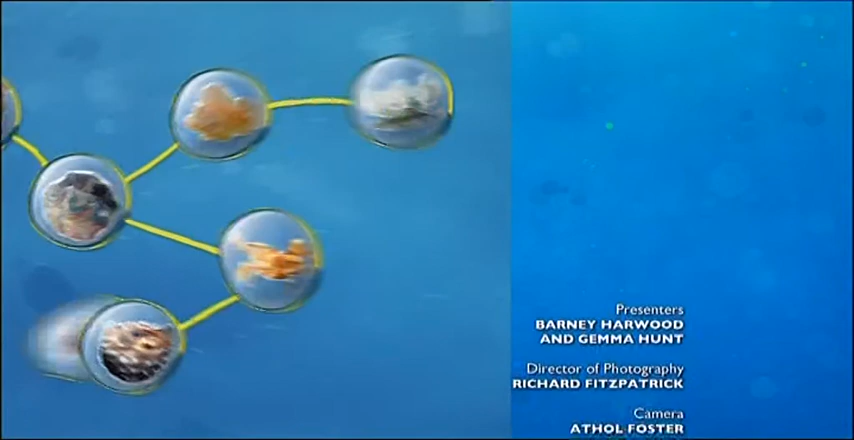 Presenters
BARNEY HARWOOD
AND GEMMA HUNT
Director of Photography
RICHARD FITZPATRICK
Camera
ATHOL FOSTER